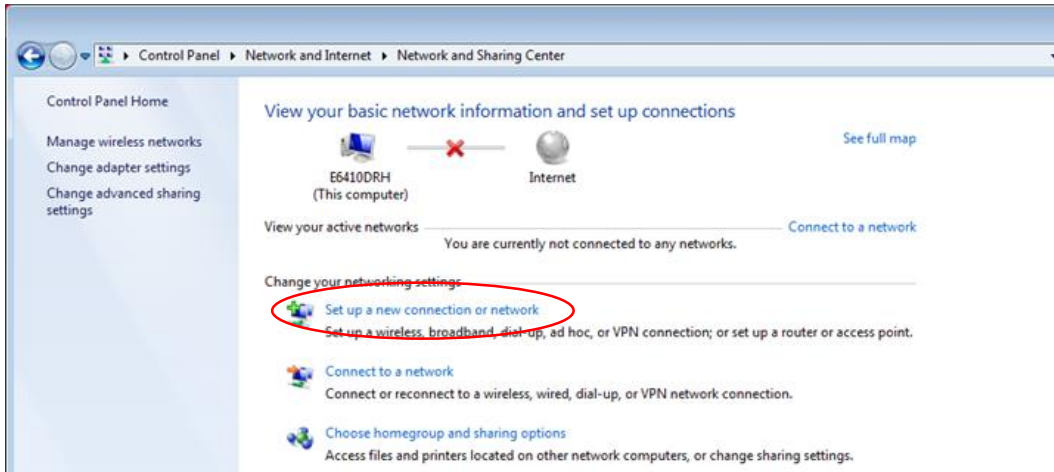 Control Panel ▸ Network and Internet ▸ Network and Sharing Center
Control Panel Home
Manage wireless networks
Change adapter settings
Change advanced sharing
settings
View your basic network information and set up connections
See full map
E6410DRH
(This computer)
Internet
View your active networks
Connect to a network
You are currently not connected to any networks.
Change your networking settings
Set up a new connection or network
Set up a wireless, broadband, dial-up, ad hoc, or VPN connection; or set up a router or access point.
Connect to a network
Connect or reconnect to a wireless, wired, dial-up, or VPN network connection.
Choose homegroup and sharing options
Access files and printers located on other network computers, or change sharing settings.